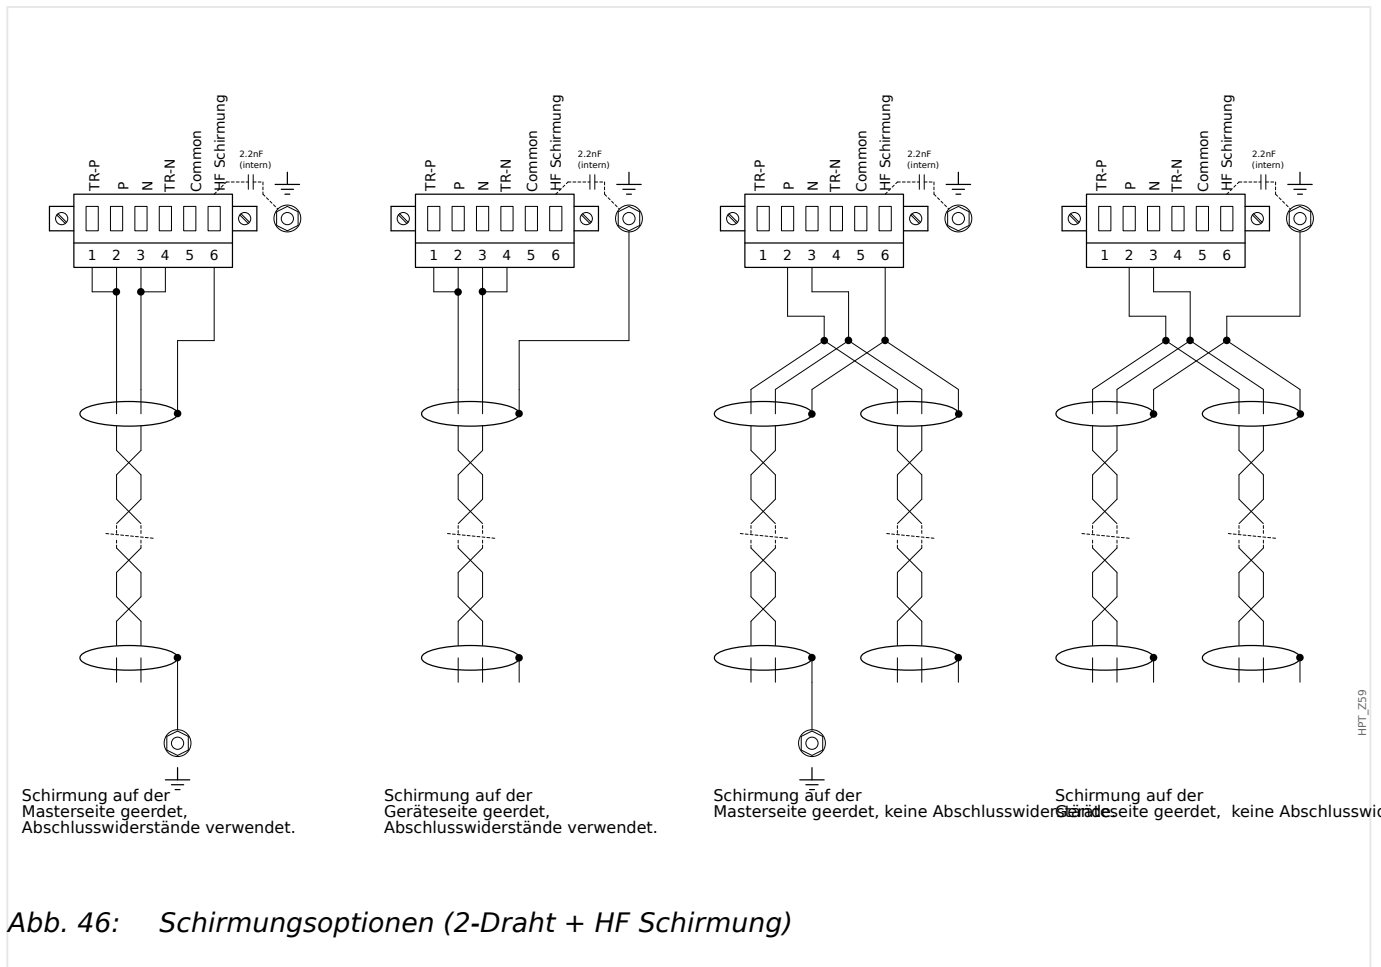 TR-P
P
N
TR-N
Common
HF Schirmung
2.2nF
(intern)
1 2 3 4 5 6
TR-P
P
N
TR-N
Common
HF Schirmung
2.2nF
(intern)
1 2 3 4 5 6
TR-P
P
N
TR-N
Common
HF Schirmung
2.2nF
(intern)
1 2 3 4 5 6
TR-P
P
N
TR-N
Common
HF Schirmung
2.2nF
(intern)
1 2 3 4 5 6
HPT_Z59
Schirmung auf der
Masterseite geerdet,
Abschlusswiderstände verwendet.
Schirmung auf der
Geräteseite geerdet,
Abschlusswiderstände verwendet.
Schirmung auf der
Masterseite geerdet, keine Abschlusswiderstände.
Schirmung auf der
Geräteseite geerdet, keine
Abb. 46: Schirmungsoptionen (2-Draht + HF Schirmung)